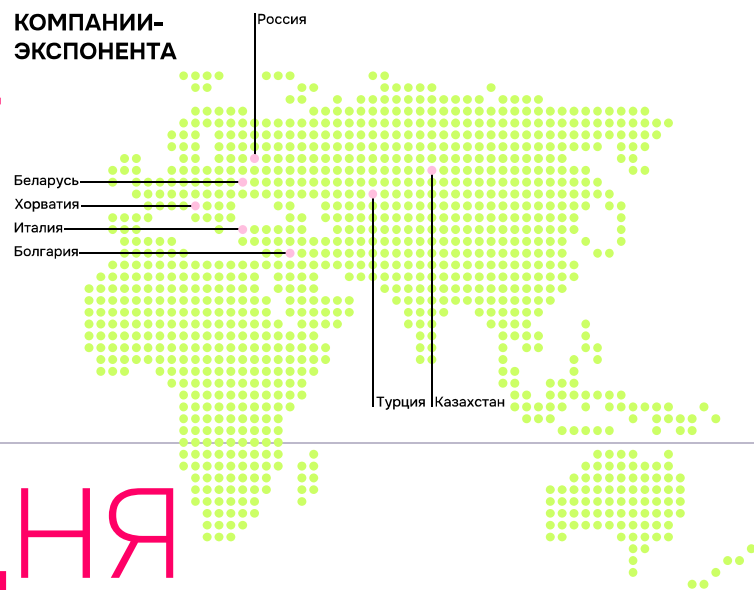 КОМПАНИИ-
ЭКСПОНЕНТА
Россия
Беларусь
Хорватия
Италия
Болгария
Турция
Казахстан
НЯ